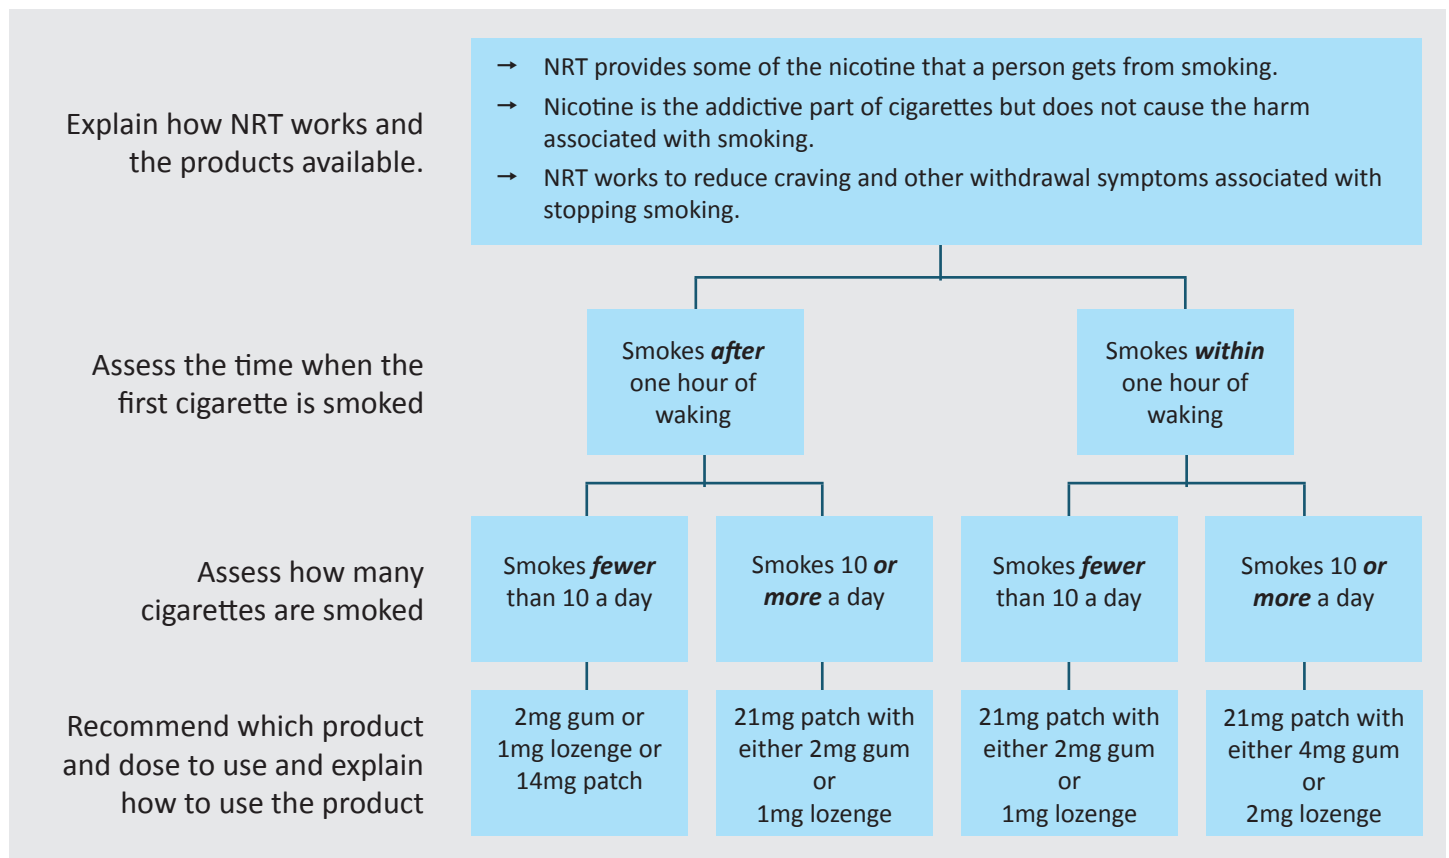 Explain how NRT works and
the products available.
→ NRT provides some of the nicotine that a person gets from smoking.
→ Nicotine is the addictive part of cigarettes but does not cause the harm
associated with smoking.
→ NRT works to reduce craving and other withdrawal symptoms associated with
stopping smoking.
Assess the time when the
first cigarette is smoked
Smokes after
one hour of
waking
Smokes within
one hour of
waking
Assess how many
cigarettes are smoked
Smokes fewer
than 10 a day
Smokes 10 or
more a day
Smokes fewer
than 10 a day
Smokes 10 or
more a day
Recommend which product
and dose to use and explain
how to use the product
2mg gum or
1mg lozenge or
14mg patch
21mg patch with
either 2mg gum
or
1mg lozenge
21mg patch with
either 2mg gum
or
1mg lozenge
21mg patch with
either 4mg gum
or
2mg lozenge